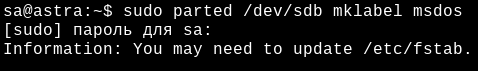 sa@astra:~$ sudo parted /dev/sdb mklabel msdos
[sudo] пароль для sa:
Information: You may need to update /etc/fstab.